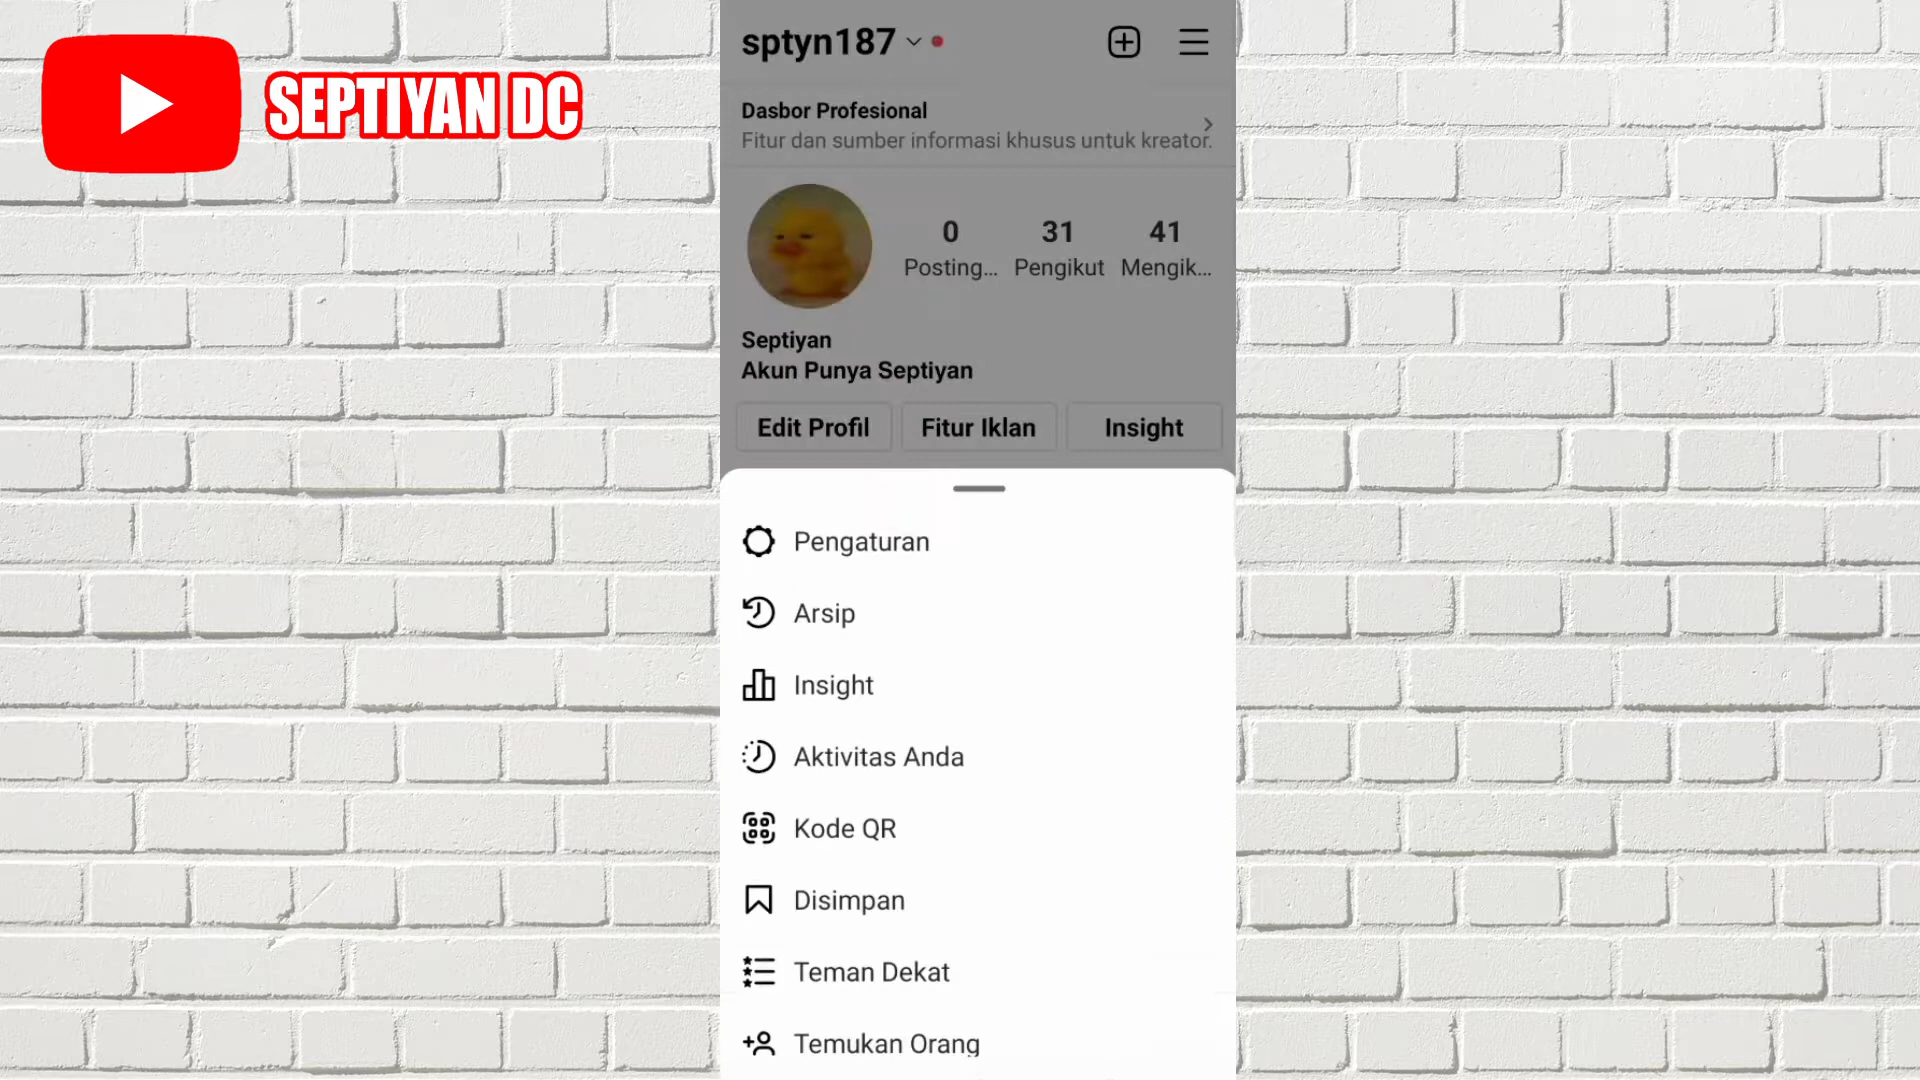 SEPTIYAN DC
sptyn187
Dasbor Profesional
Fitur dan sumber informasi khusus untuk kreator.
0 31 41
Posting... Pengikut Mengik...
Septiyan
Akun Punya Septiyan
Edit Profil Fitur Iklan Insight
Pengaturan
Arsip
Insight
Aktivitas Anda
Kode QR
Disimpan
Teman Dekat
Temukan Orang